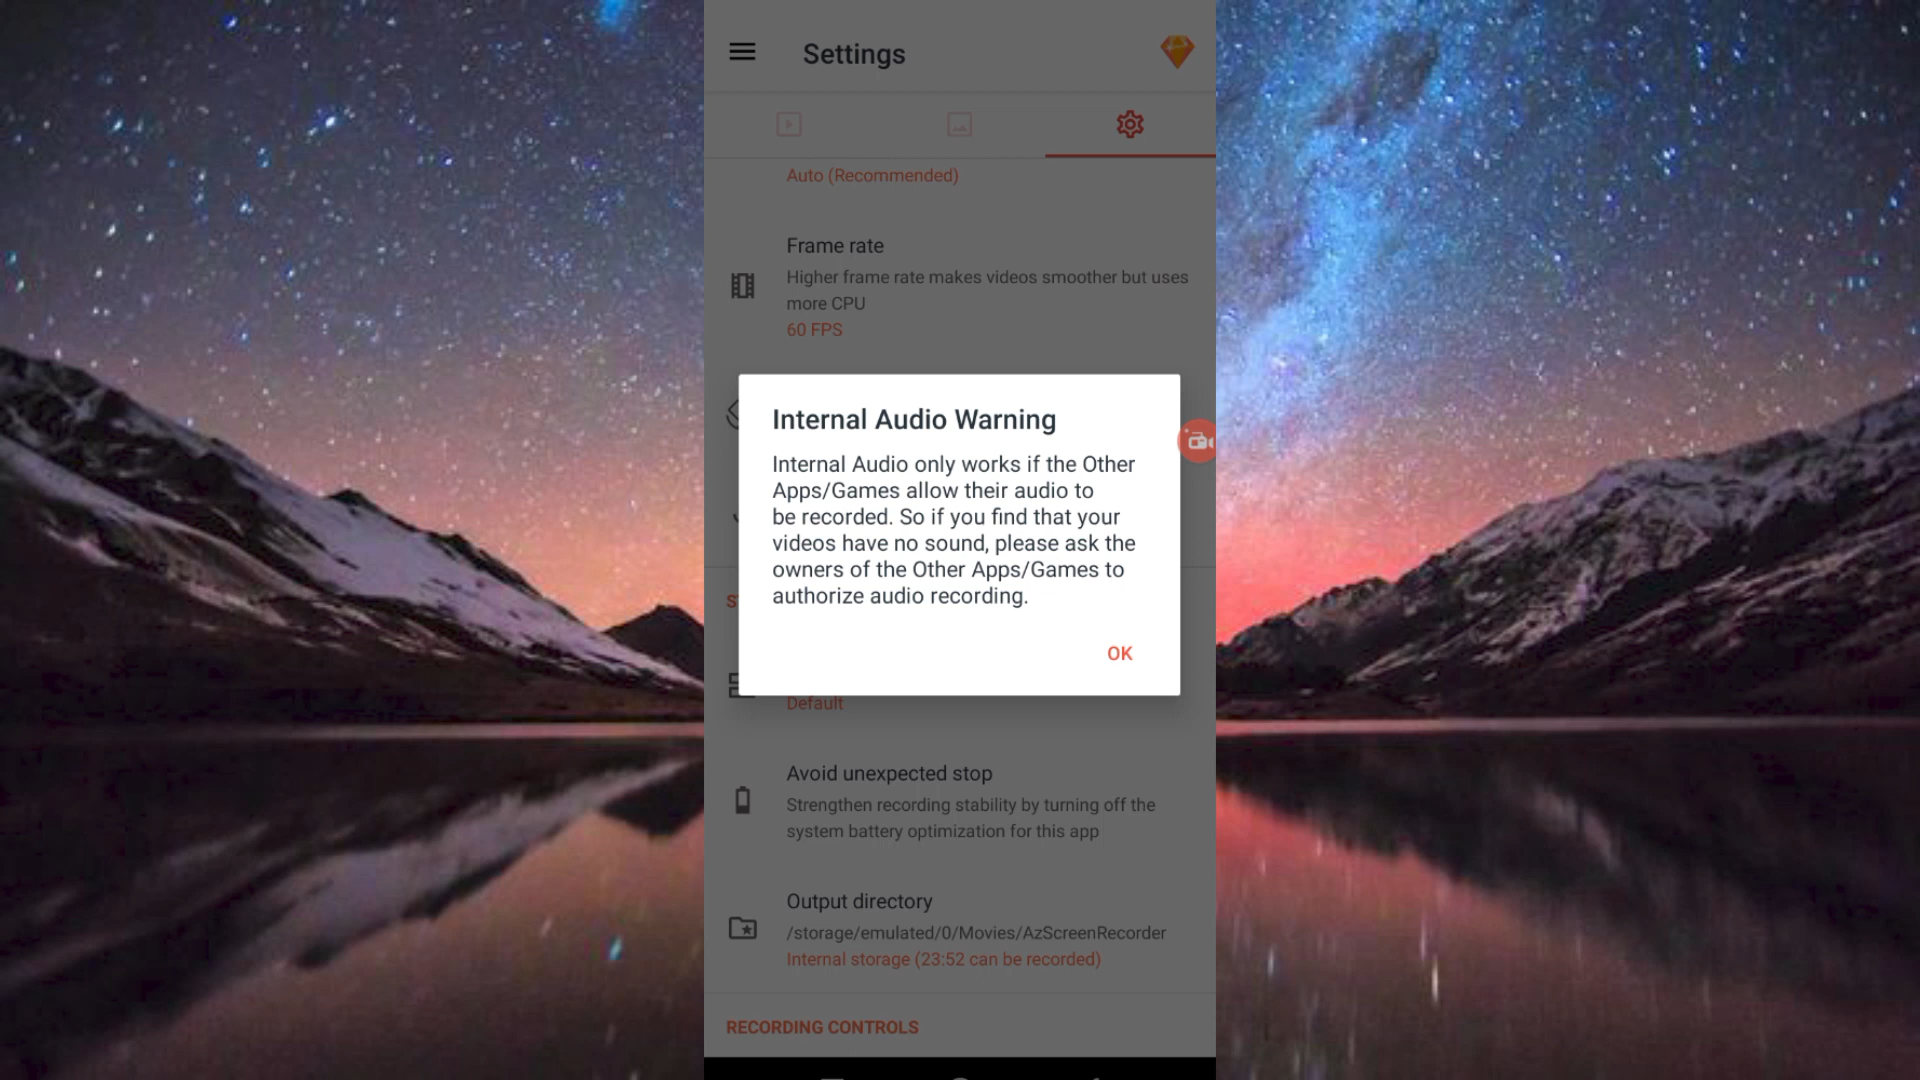 Settings
Auto (Recommended)
Frame rate
Higher frame rate makes videos smoother but uses
more CPU
60 FPS
Internal Audio Warning
Internal Audio only works if the Other
Apps/Games allow their audio to
be recorded. So if you find that your
videos have no sound, please ask the
owners of the Other Apps/Games to
authorize audio recording.
OK
Default
Avoid unexpected stop
Strengthen recording stability by turning off the
system battery optimization for this app
Output directory
/storage/emulated/0/Movies/AzScreenRecorder
Internal storage (23:52 can be recorded)
RECORDING CONTROLS